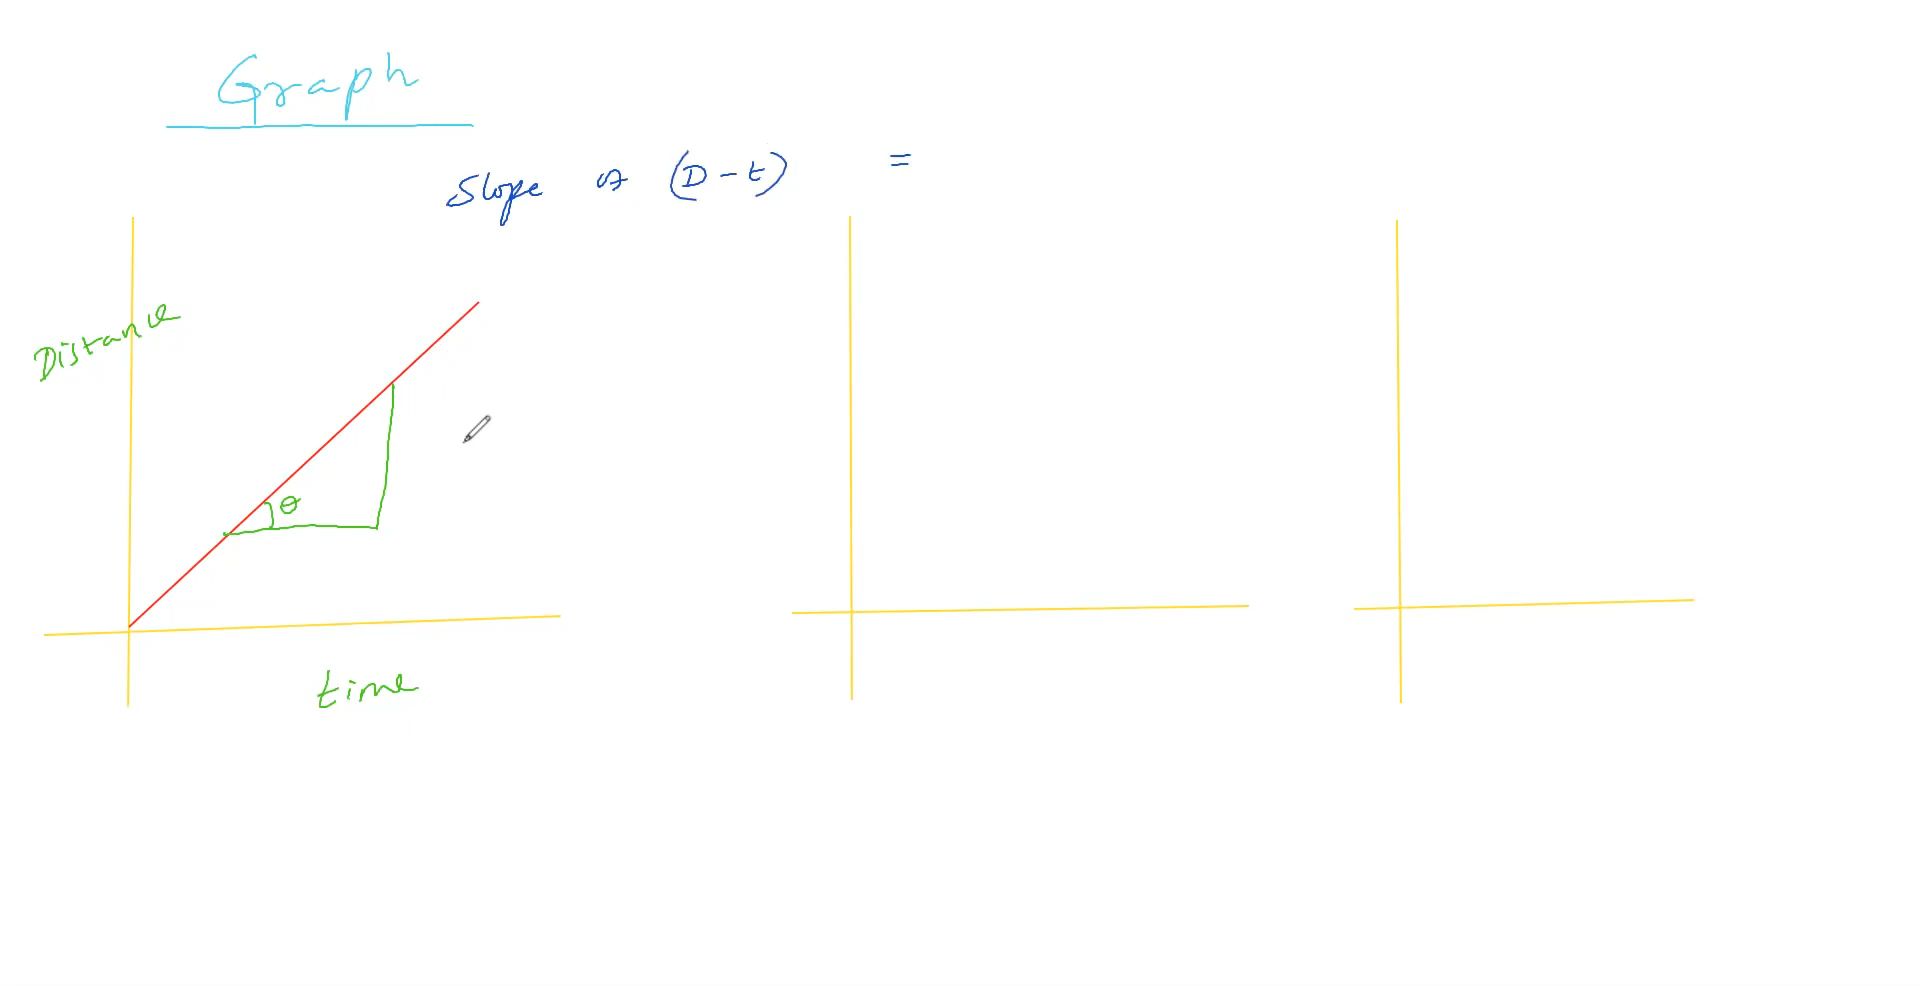 Graph
Slope of (D-t) =
Distance
θ
time